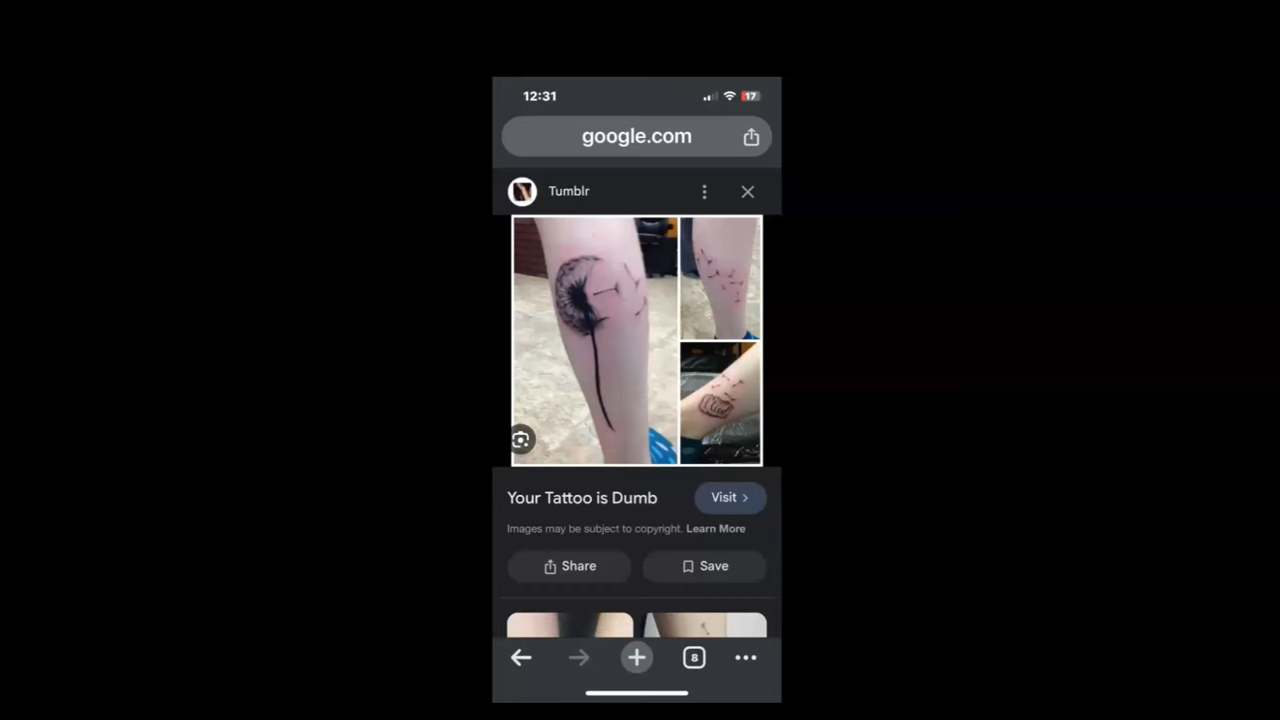 12:31
17
google.com
Tumblr
Your Tattoo is Dumb
Visit
Images may be subject to copyright. Learn More
Share
Save
8